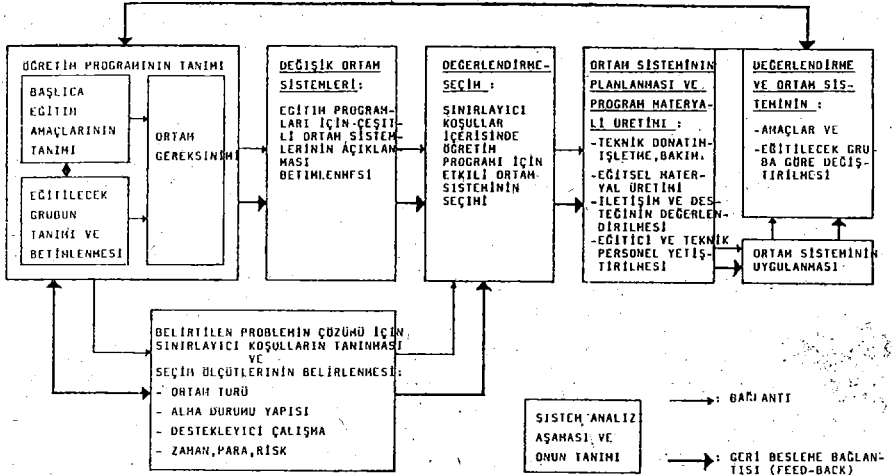 ÖĞRETİM PROGRAMININ TANIMI
BAŞLICA
EĞİTİM
AMAÇLARININ
TANIMI
EĞİTİLECEK
GRUBUN
TANIMI VE
BETİMLENMESİ
ORTAM
GEREKSİNİMİ
DEĞİŞİK ORTAM
SİSTEMLERİ:
EĞİTİM PROGRAM-
LARI İÇİN ÇEŞİT-
Lİ ORTAM SİSTEM-
LERİNİN AÇIKLAN-
MASI
BETİMLENMESİ
DEĞERLENDİRME-
SEÇİM :
SINIRLAYICI
KOŞULLAR
İÇERİSİNDE
ÖĞRETİM
PROGRAMI İÇİN
ETKİLİ ORTAM
SİSTEMİNİN
SEÇİMİ
ORTAM SİSTEMİNİN
PLANLANMASI VE
PROGRAM MATERYA-
Lİ ÜRETİMİ :
-TEKNİK DONATIM,
İŞLETME,BAKIM.
-EĞİTSEL MATER-
YAL ÜRETİMİ
-İLETİŞİM VE DES-
TEĞİNİN DEĞERLEN-
DİRİLMESİ
-EĞİTİCİ VE TEKNİK
PERSONEL YETİŞ-
TİRİLMESİ
DEĞERLENDİRME
VE ORTAM SİS-
TEMİNİN :
-AMAÇLAR VE
-EĞİTİLECEK GRU-
BA GÖRE DEĞİŞ-
TİRİLMESİ
ORTAM SİSTEMİNİN
UYGULANMASI
BELİRTİLEN PROBLEMİN ÇÖZÜMÜ İÇİN
SINIRLAYICI KOŞULLARIN TANINMASI
VE
SEÇİM ÖLÇÜTLERİNİN BELİRLENMESİ:
- ORTAM TÜRÜ
- ALMA DURUMU YAPISI
- DESTEKLEYİCİ ÇALIŞMA
- ZAMAN,PARA,RİSK
SİSTEM ANALİZ
AŞAMASI VE
ONUN TANIMI
: BAĞLANTI
: GERİ BESLEME BAĞLAN-
TISI (FEED-BACK)